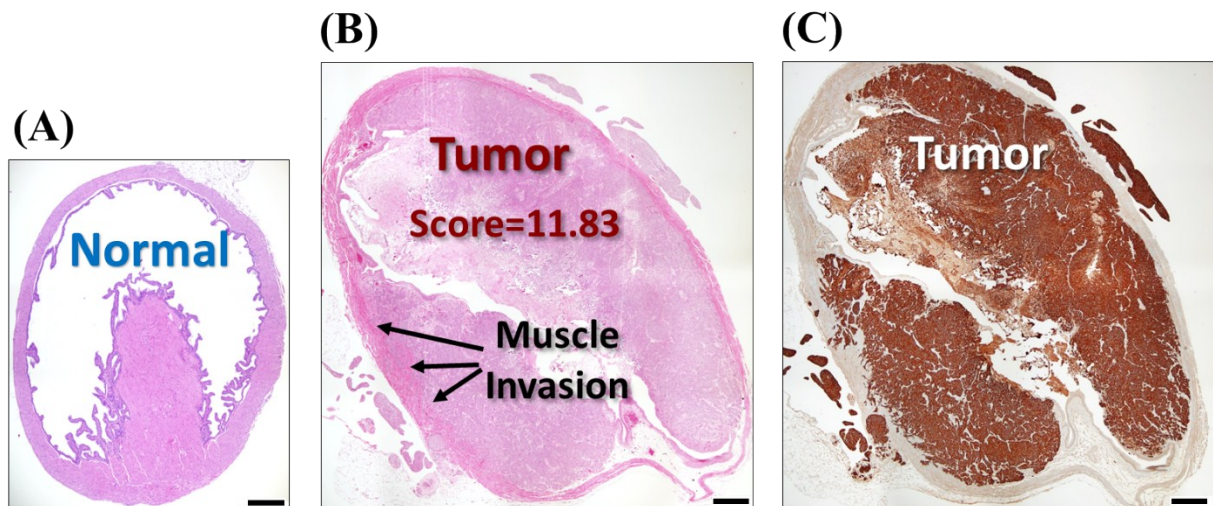 (A)
Normal
(B)
Tumor
Score=11.83
Muscle
Invasion
(C)
Tumor